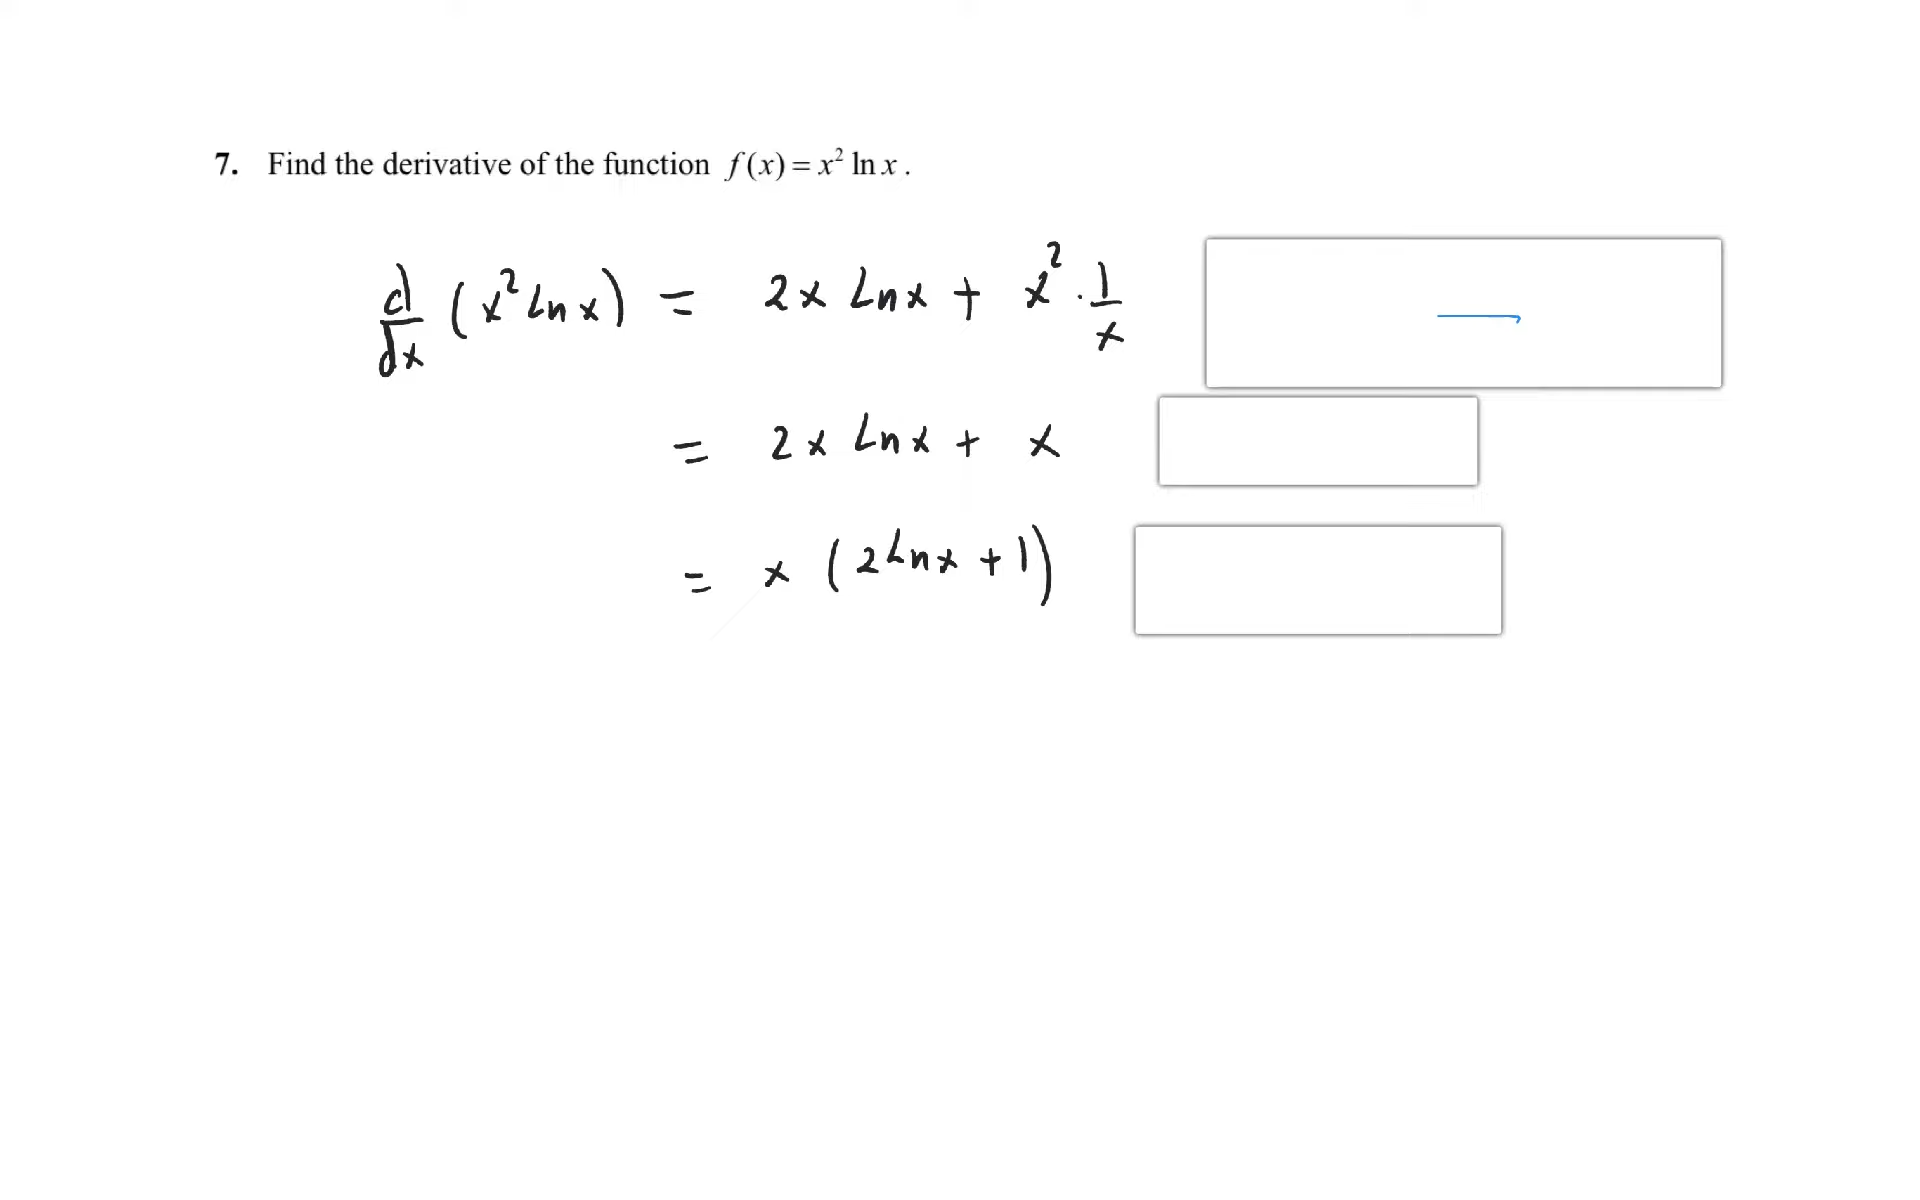 7. Find the derivative of the function f(x) = x² ln x.
d/dx (x² Ln x) = 2x Ln x + x² · 1/x
= 2x Ln x + x
= x (2 Ln x + 1)